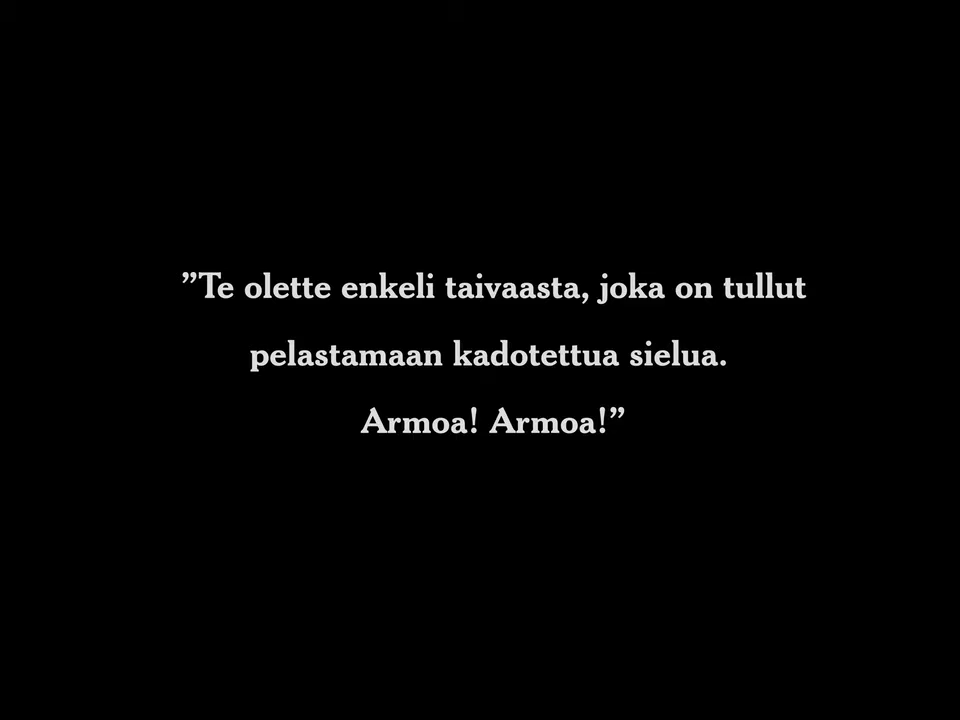 ”Te olette enkeli taivaasta, joka on tullut
pelastamaan kadotettua sielua.
Armoa! Armoa!”